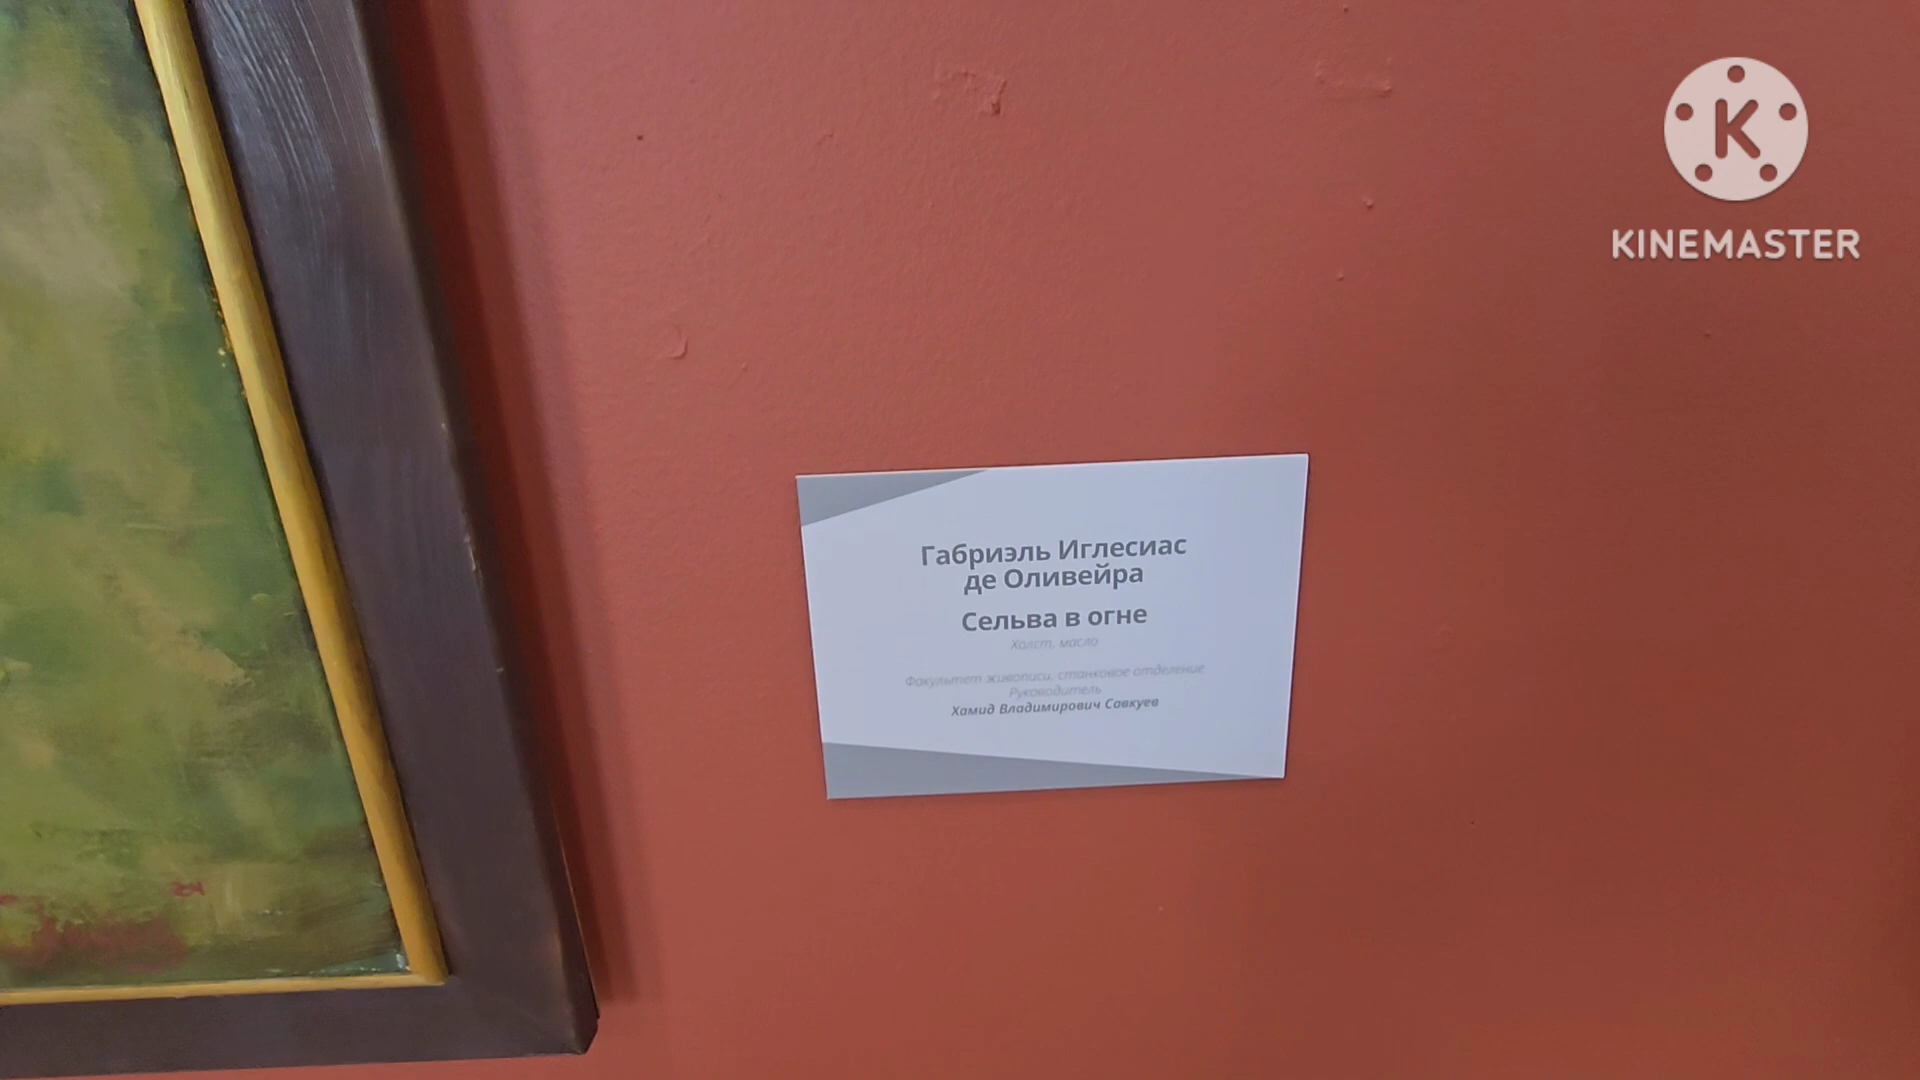 K
KINEMASTER
Габриэль Иглесиас
де Оливейра
Сельва в огне
Холст, масло
Факультет живописи, станковое отделение
Руководитель
Хамид Владимирович Савкуев